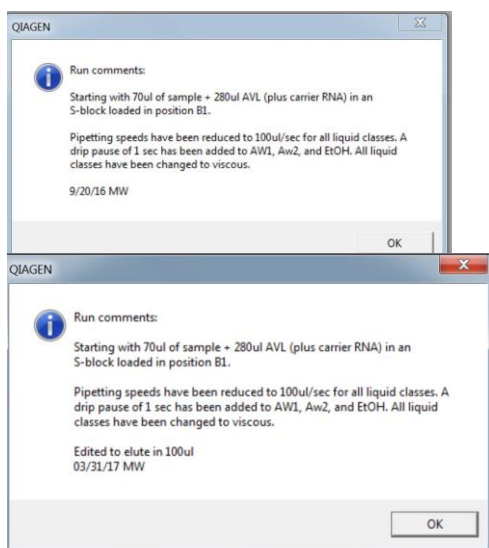 QIAGEN
Run comments:
Starting with 70ul of sample + 280ul AVL (plus carrier RNA) in an
S-block loaded in position B1.
Pipetting speeds have been reduced to 100ul/sec for all liquid classes. A
drip pause of 1 sec has been added to AW1, Aw2, and EtOH. All liquid
classes have been changed to viscous.
9/20/16 MW
OK
QIAGEN
Run comments:
Starting with 70ul of sample + 280ul AVL (plus carrier RNA) in an
S-block loaded in position B1.
Pipetting speeds have been reduced to 100ul/sec for all liquid classes. A
drip pause of 1 sec has been added to AW1, Aw2, and EtOH. All liquid
classes have been changed to viscous.
Edited to elute in 100ul
03/31/17 MW
OK